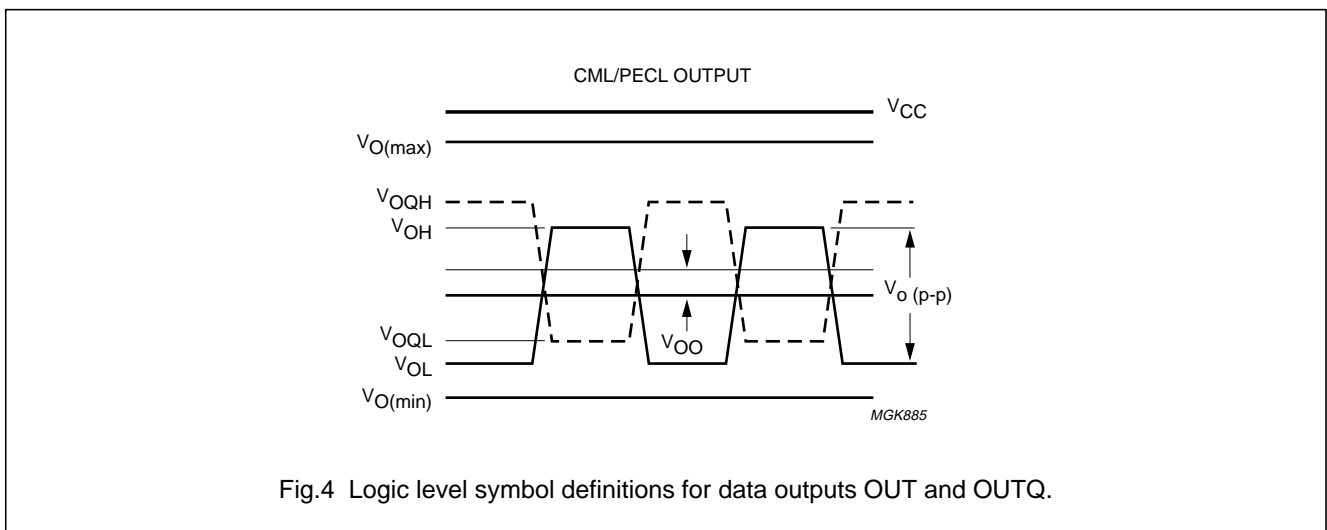 CML/PECL OUTPUT
VCC
VO(max)
VOQH
VOH
Vo (p-p)
VOQL
VOO
VOL
VO(min)
MGK885
Fig.4 Logic level symbol definitions for data outputs OUT and OUTQ.